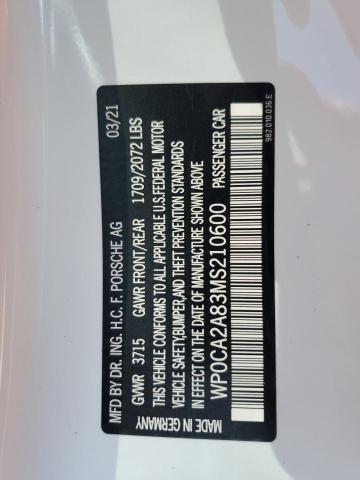 MFD BY DR. ING. H.C. F. PORSCHE AG 03/21
GVWR 3715 GAWR FRONT/REAR 1709/2072 LBS
THIS VEHICLE CONFORMS TO ALL APPLICABLE U.S.FEDERAL MOTOR
VEHICLE SAFETY,BUMPER,AND THEFT PREVENTION STANDARDS
IN EFFECT ON THE DATE OF MANUFACTURE SHOWN ABOVE
WP0CA2A83MS210600 PASSENGER CAR
MADE IN GERMANY
982 010 036 E